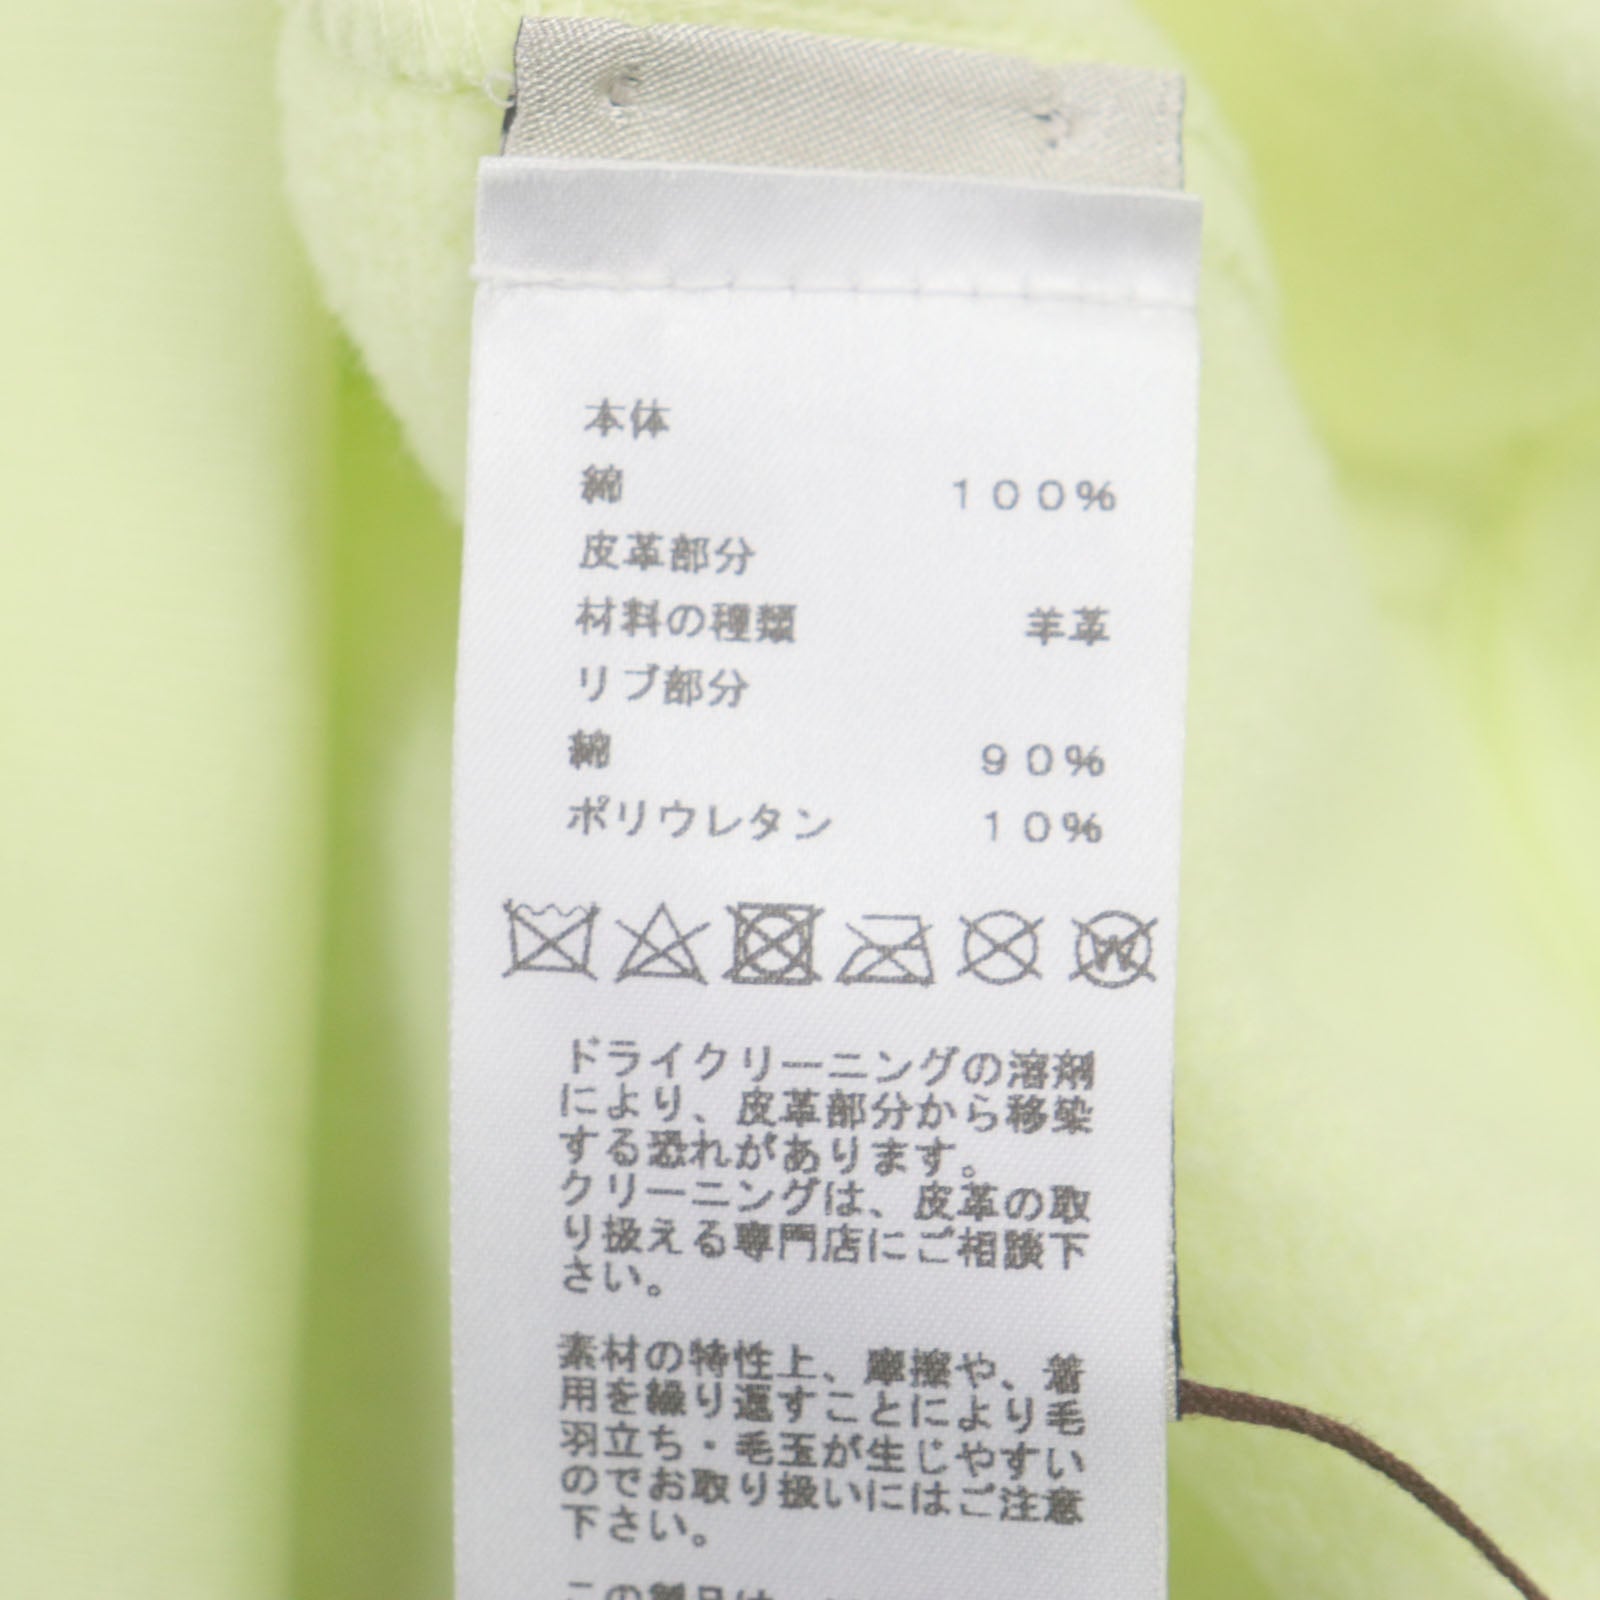 本体
綿 100%
皮革部分
材料の種類 羊革
リブ部分
綿 90%
ポリウレタン 10%
W
ドライクリーニングの溶剤
により、皮革部分から移染
する恐れがあります。
クリーニングは、皮革の取
り扱える専門店にご相談下
さい。
素材の特性上、摩擦や、着
用を繰り返すことにより毛
羽立ち・毛玉が生じやすい
のでお取り扱いにはご注意
下さい。
この製品は、